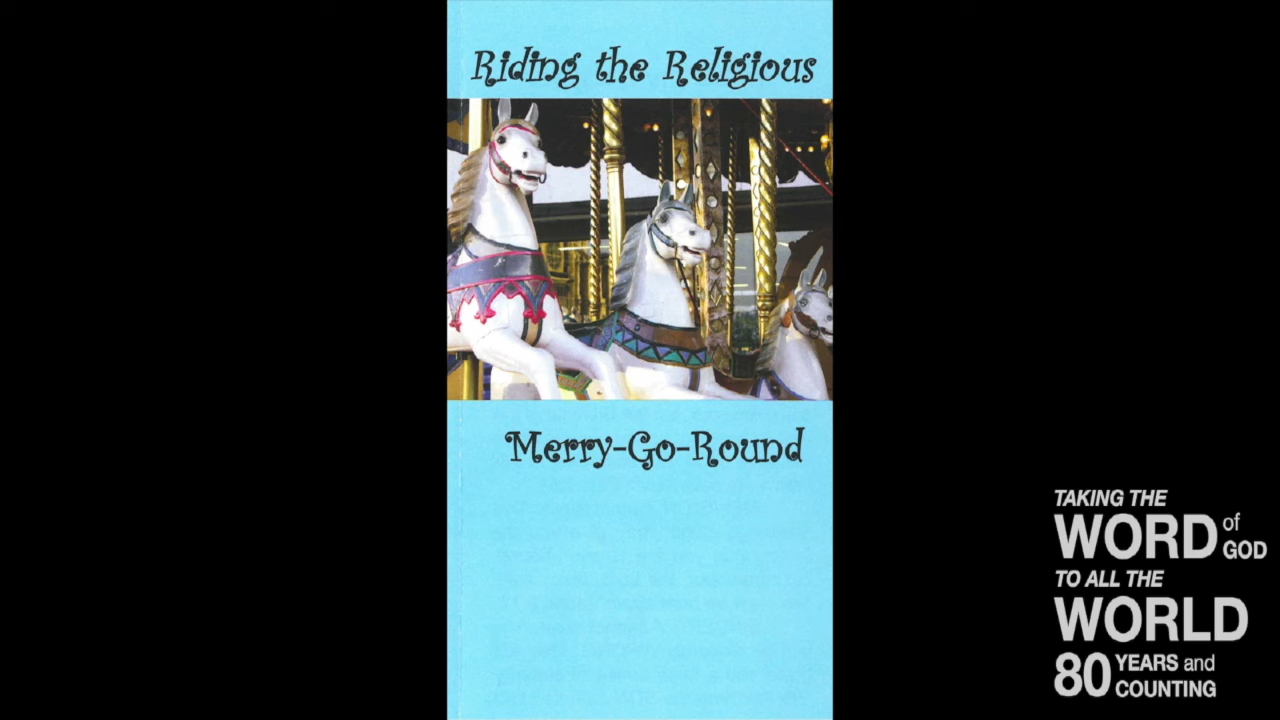 Riding the Religious
Merry-Go-Round
TAKING THE
WORD of GOD
TO ALL THE
WORLD
80 YEARS and
COUNTING